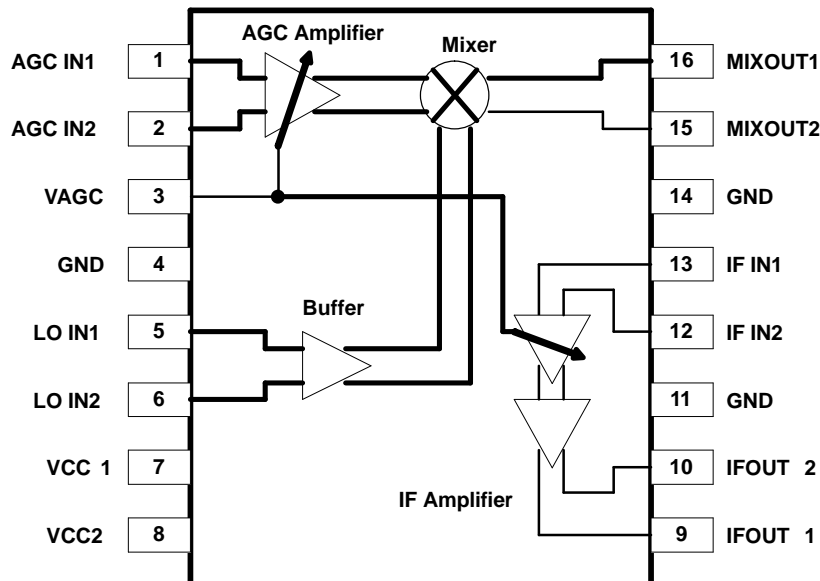 AGC Amplifier
Mixer
AGC IN1 1
16 MIXOUT1
AGC IN2 2
15 MIXOUT2
VAGC 3
14 GND
GND 4
13 IF IN1
Buffer
LO IN1 5
12 IF IN2
LO IN2 6
11 GND
VCC 1 7
10 IFOUT 2
IF Amplifier
VCC2 8
9 IFOUT 1